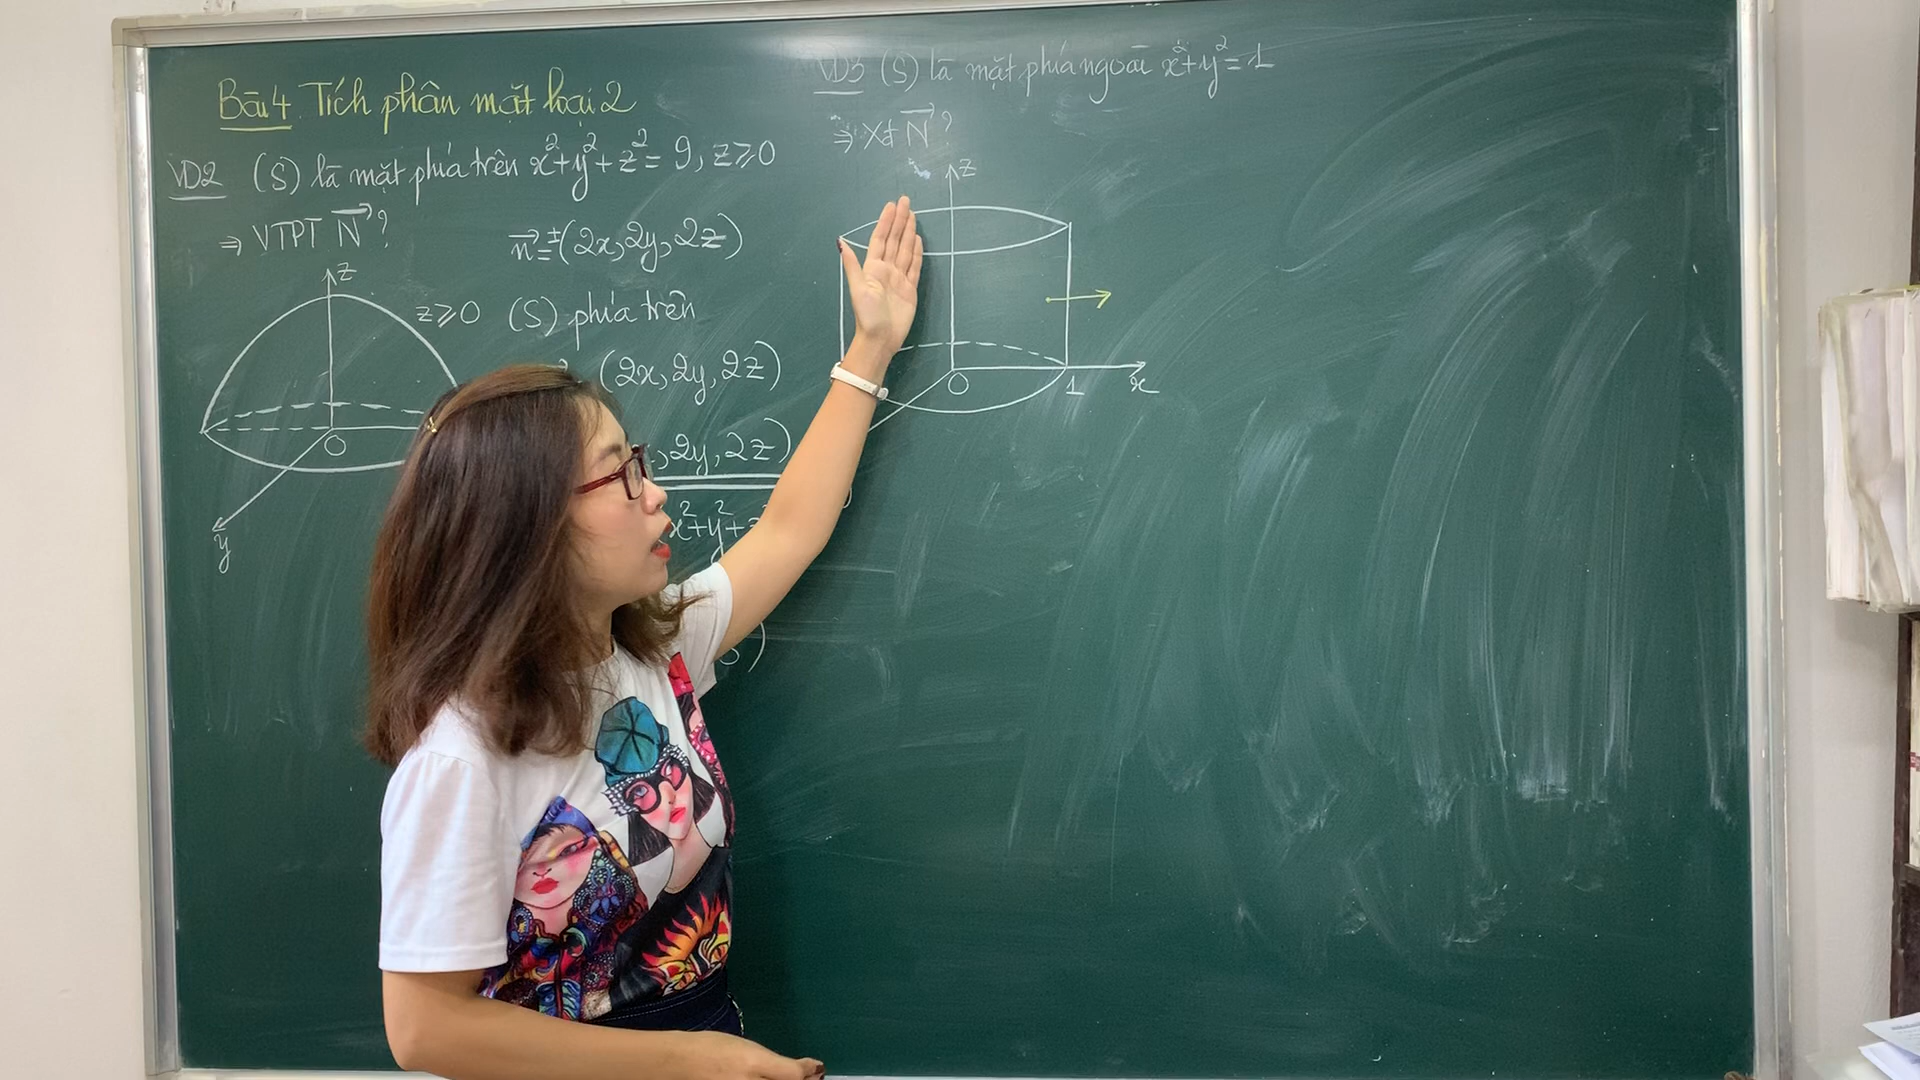 Bài 4 Tích phân mặt loại 2
VD2 (S) là mặt phía trên x²+y²+z²=9, z⩾0
⇒ VTPT N⃗ ?
n⃗=±(2x,2y,2z)
z
z⩾0 (S) phía trên
(2x,2y,2z)
O
,2y,2z)
x²+y²+z²
y
VD3 (S) là mặt phía ngoài x²+y²=1
⇒ Xđ N⃗ ?
z
O 1 x